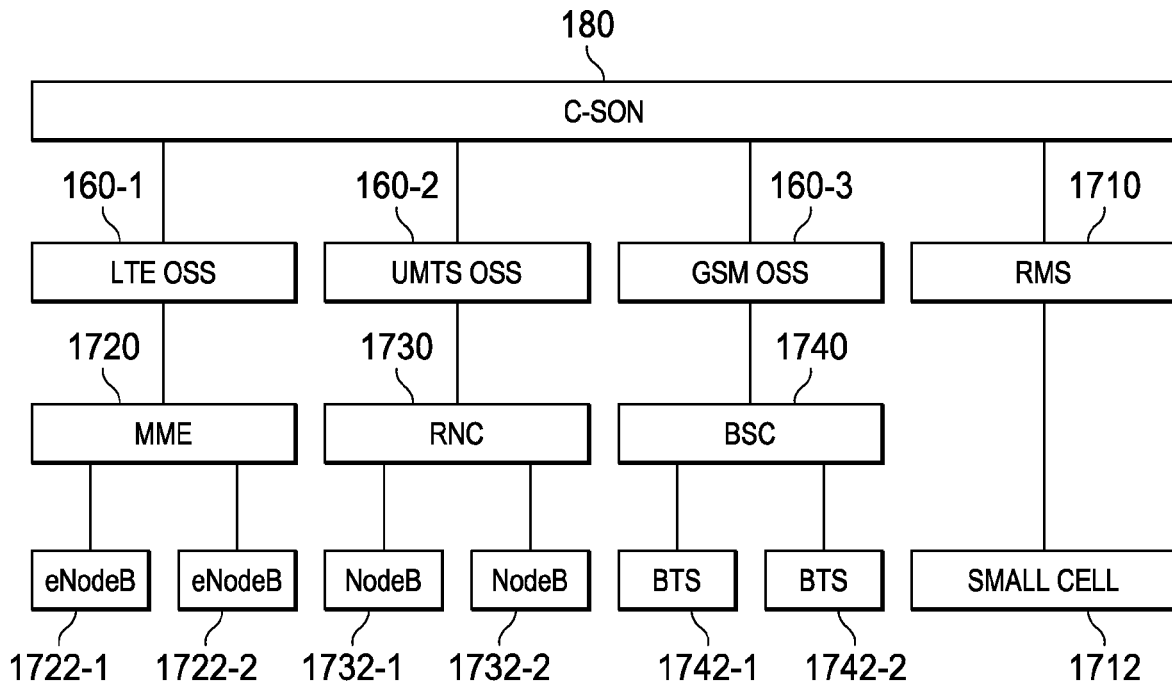 180
C-SON
160-1 160-2 160-3 1710
LTE OSS UMTS OSS GSM OSS RMS
1720 1730 1740
MME RNC BSC
eNodeB eNodeB NodeB NodeB BTS BTS SMALL CELL
1722-1 1722-2 1732-1 1732-2 1742-1 1742-2 1712